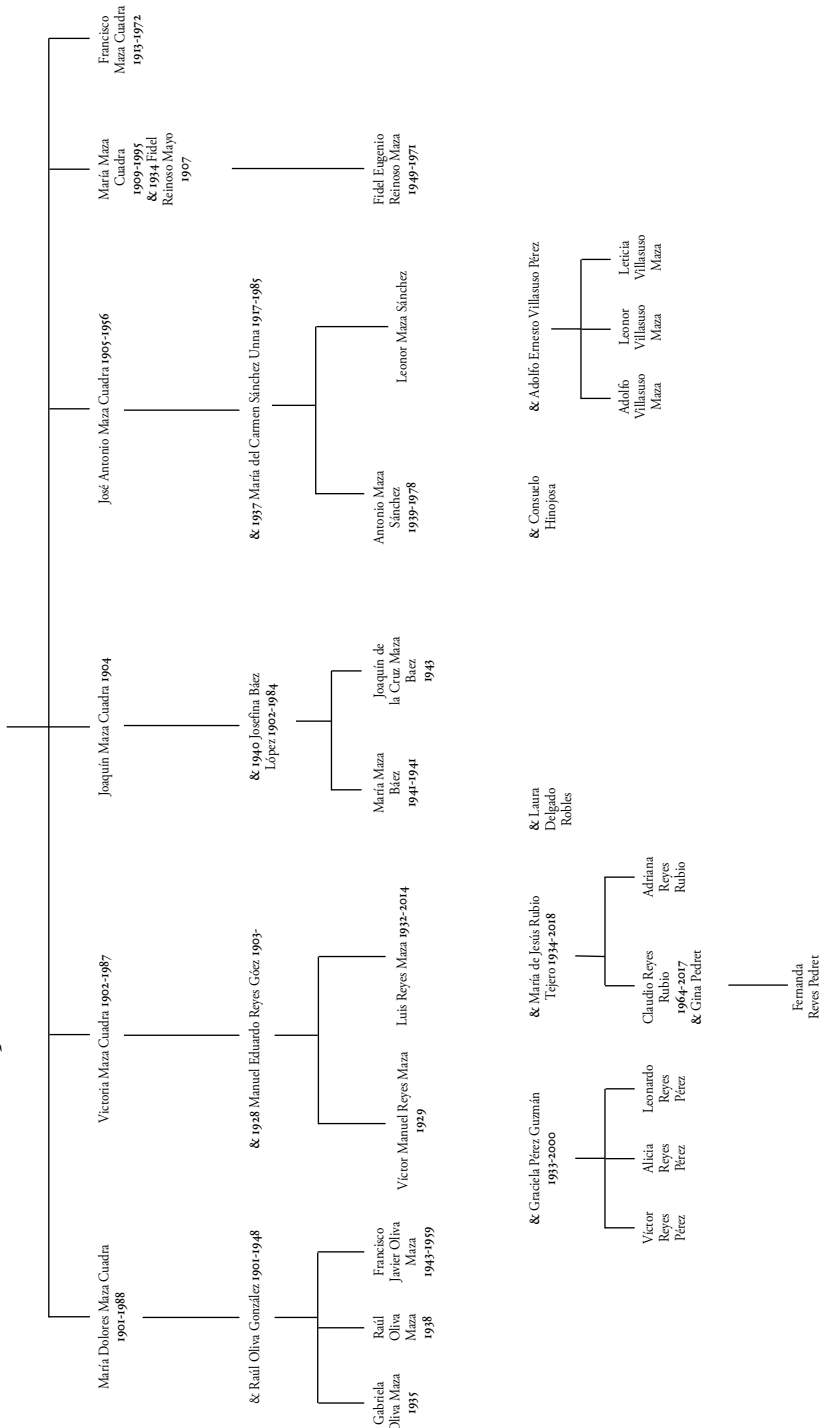 María Dolores Maza Cuadra
1901-1988
Victoria Maza Cuadra 1902-1987
Joaquín Maza Cuadra 1904
José Antonio Maza Cuadra 1905-1956
María Maza
Cuadra
1909-1995
& 1934 Fidel
Reinoso Mayo
1907
Francisco
Maza Cuadra
1913-1972
& Raúl Oliva González 1901-1948
& 1928 Manuel Eduardo Reyes Góez 1903-
& 1940 Josefina Báez
López 1902-1984
& 1937 María del Carmen Sánchez Unna 1917-1985
Gabriela
Oliva Maza
1935
Raúl
Oliva
Maza
1938
Francisco
Javier Oliva
Maza
1943-1959
Víctor Manuel Reyes Maza
1929
Luis Reyes Maza 1932-2014
María Maza
Báez
1941-1941
Joaquín de
la Cruz Maza
Baez
1943
Antonio Maza
Sánchez
1939-1978
Leonor Maza Sánchez
Fidel Eugenio
Reinoso Maza
1949-1971
& Graciela Pérez Guzmán
1933-2000
& María de Jesús Rubio
Tejero 1934-2018
& Laura
Delgado
Robles
& Consuelo
Hinojosa
& Adolfo Ernesto Villasuso Pérez
Víctor
Reyes
Pérez
Alicia
Reyes
Pérez
Leonardo
Reyes
Pérez
Claudio Reyes
Rubio
1964-2017
& Gina Pedret
Adriana
Reyes
Rubio
Adolfo
Villasuso
Maza
Leonor
Villasuso
Maza
Leticia
Villasuso
Maza
Fernanda
Reyes Pedret